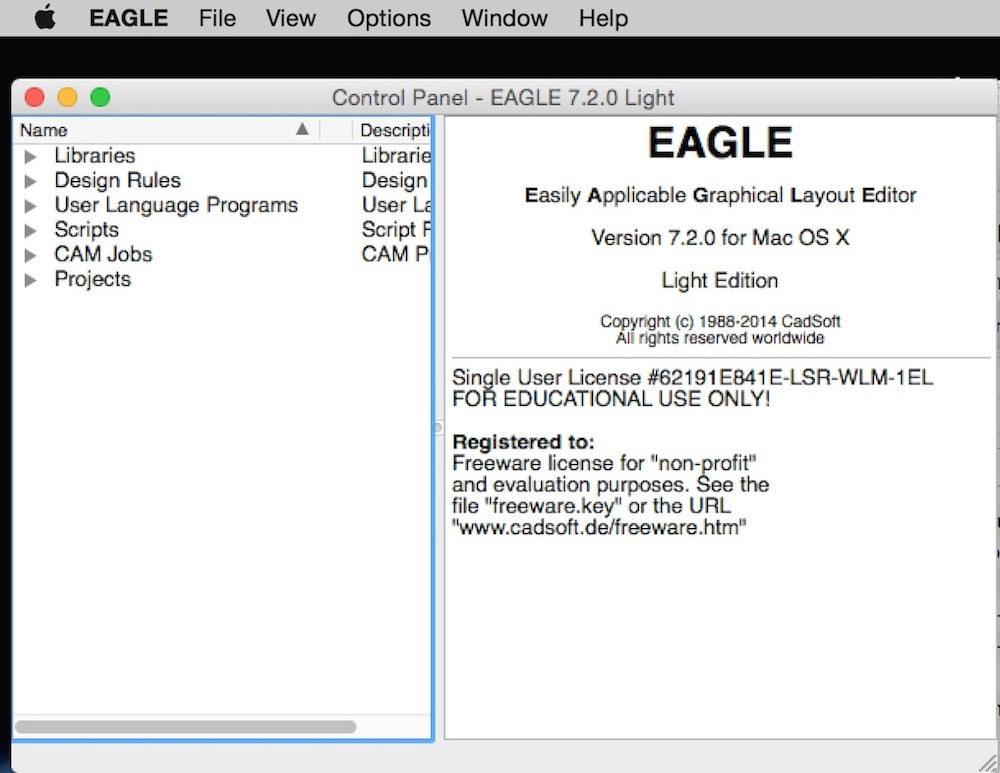 EAGLE File View Options Window Help
Control Panel - EAGLE 7.2.0 Light
Name Descripti
Libraries Librarie
Design Rules Design
User Language Programs User La
Scripts Script F
CAM Jobs CAM P
Projects
EAGLE
Easily Applicable Graphical Layout Editor
Version 7.2.0 for Mac OS X
Light Edition
Copyright (c) 1988-2014 CadSoft
All rights reserved worldwide
Single User License #62191E841E-LSR-WLM-1EL
FOR EDUCATIONAL USE ONLY!
Registered to:
Freeware license for "non-profit"
and evaluation purposes. See the
file "freeware.key" or the URL
"www.cadsoft.de/freeware.htm"